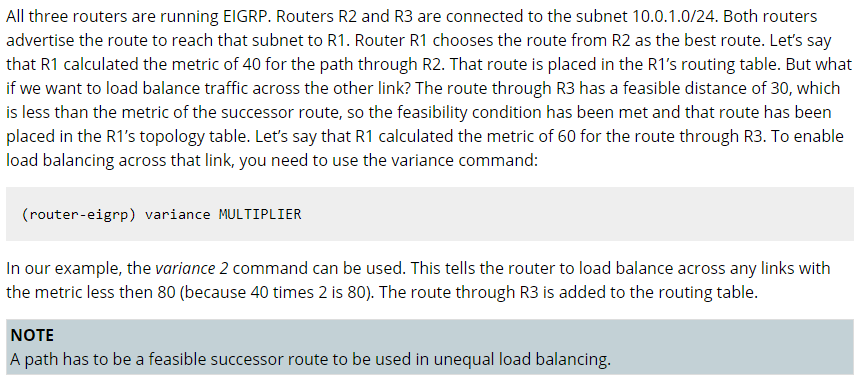 All three routers are running EIGRP. Routers R2 and R3 are connected to the subnet 10.0.1.0/24. Both routers
advertise the route to reach that subnet to R1. Router R1 chooses the route from R2 as the best route. Let's say
that R1 calculated the metric of 40 for the path through R2. That route is placed in the R1's routing table. But what
if we want to load balance traffic across the other link? The route through R3 has a feasible distance of 30, which
is less than the metric of the successor route, so the feasibility condition has been met and that route has been
placed in the R1's topology table. Let's say that R1 calculated the metric of 60 for the route through R3. To enable
load balancing across that link, you need to use the variance command:
(router-eigrp) variance MULTIPLIER
In our example, the variance 2 command can be used. This tells the router to load balance across any links with
the metric less then 80 (because 40 times 2 is 80). The route through R3 is added to the routing table.
NOTE
A path has to be a feasible successor route to be used in unequal load balancing.